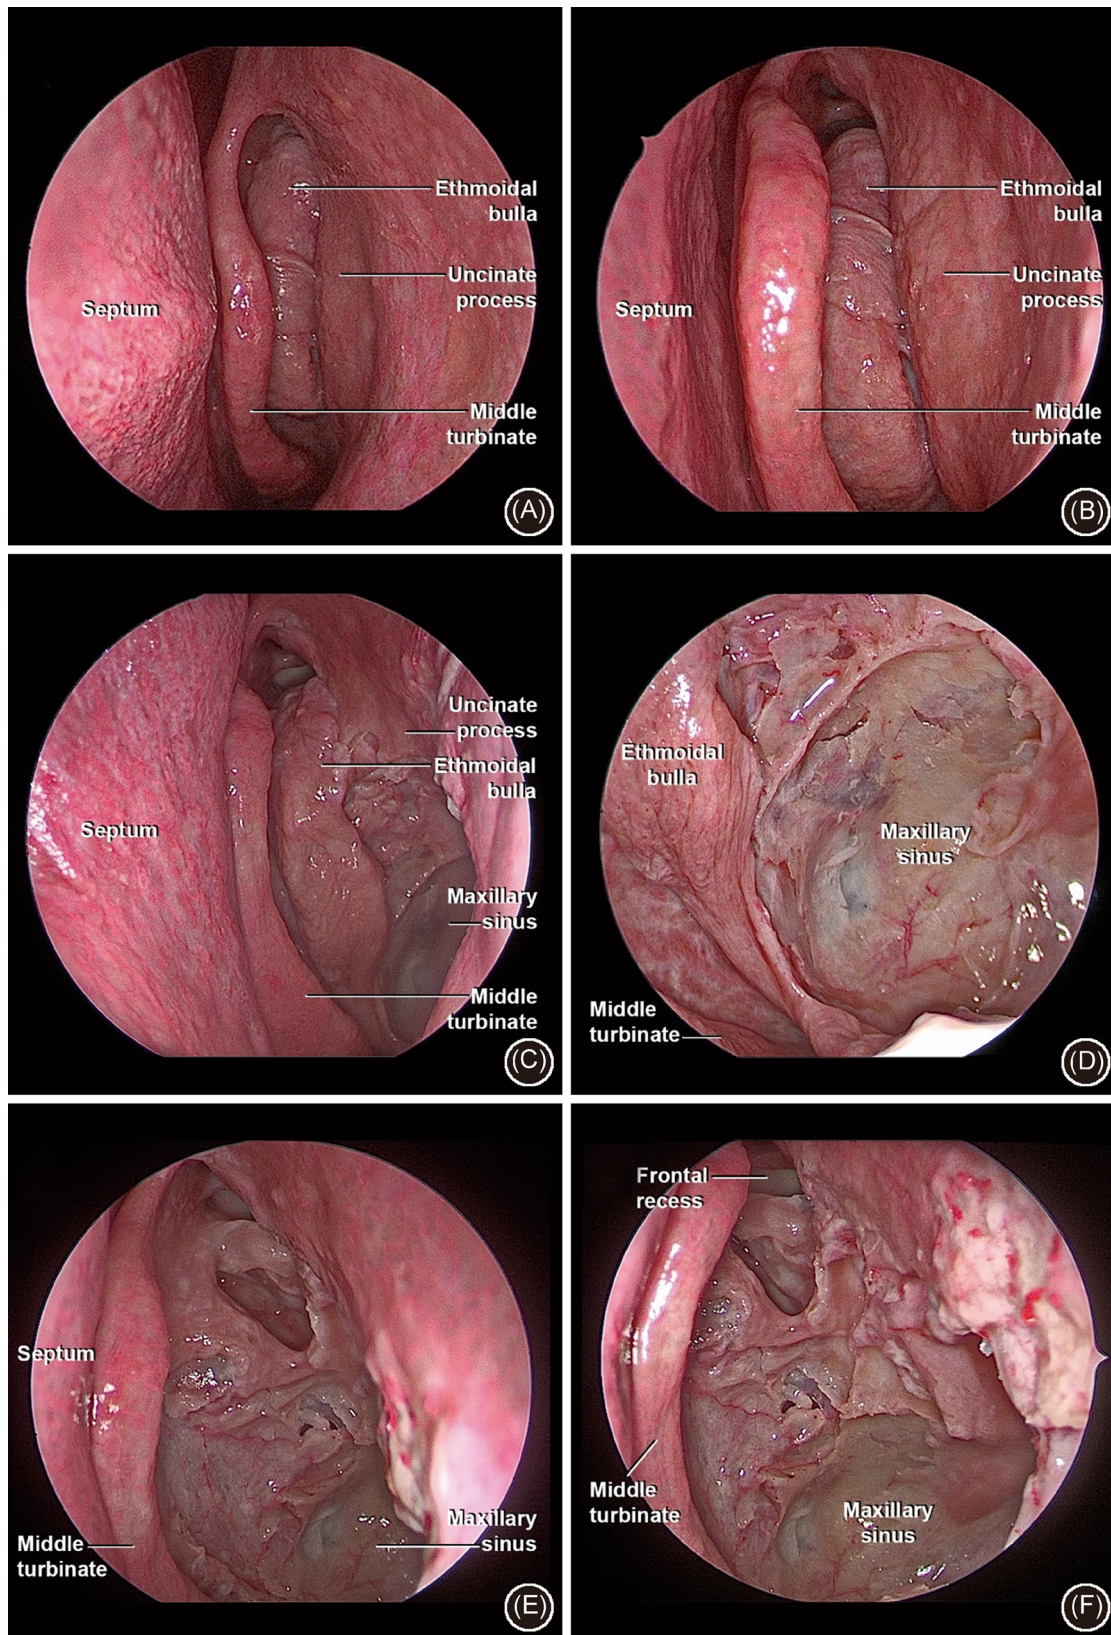 Ethmoidal
bulla
Uncinate
process
Septum
Middle
turbinate
(A)
Ethmoidal
bulla
Uncinate
process
Septum
Middle
turbinate
(B)
Uncinate
process
Ethmoidal
bulla
Septum
Maxillary
sinus
Middle
turbinate
(C)
Ethmoidal
bulla
Maxillary
sinus
Middle
turbinate
(D)
Septum
Maxillary
sinus
Middle
turbinate
(E)
Frontal
recess
Middle
turbinate
Maxillary
sinus
(F)